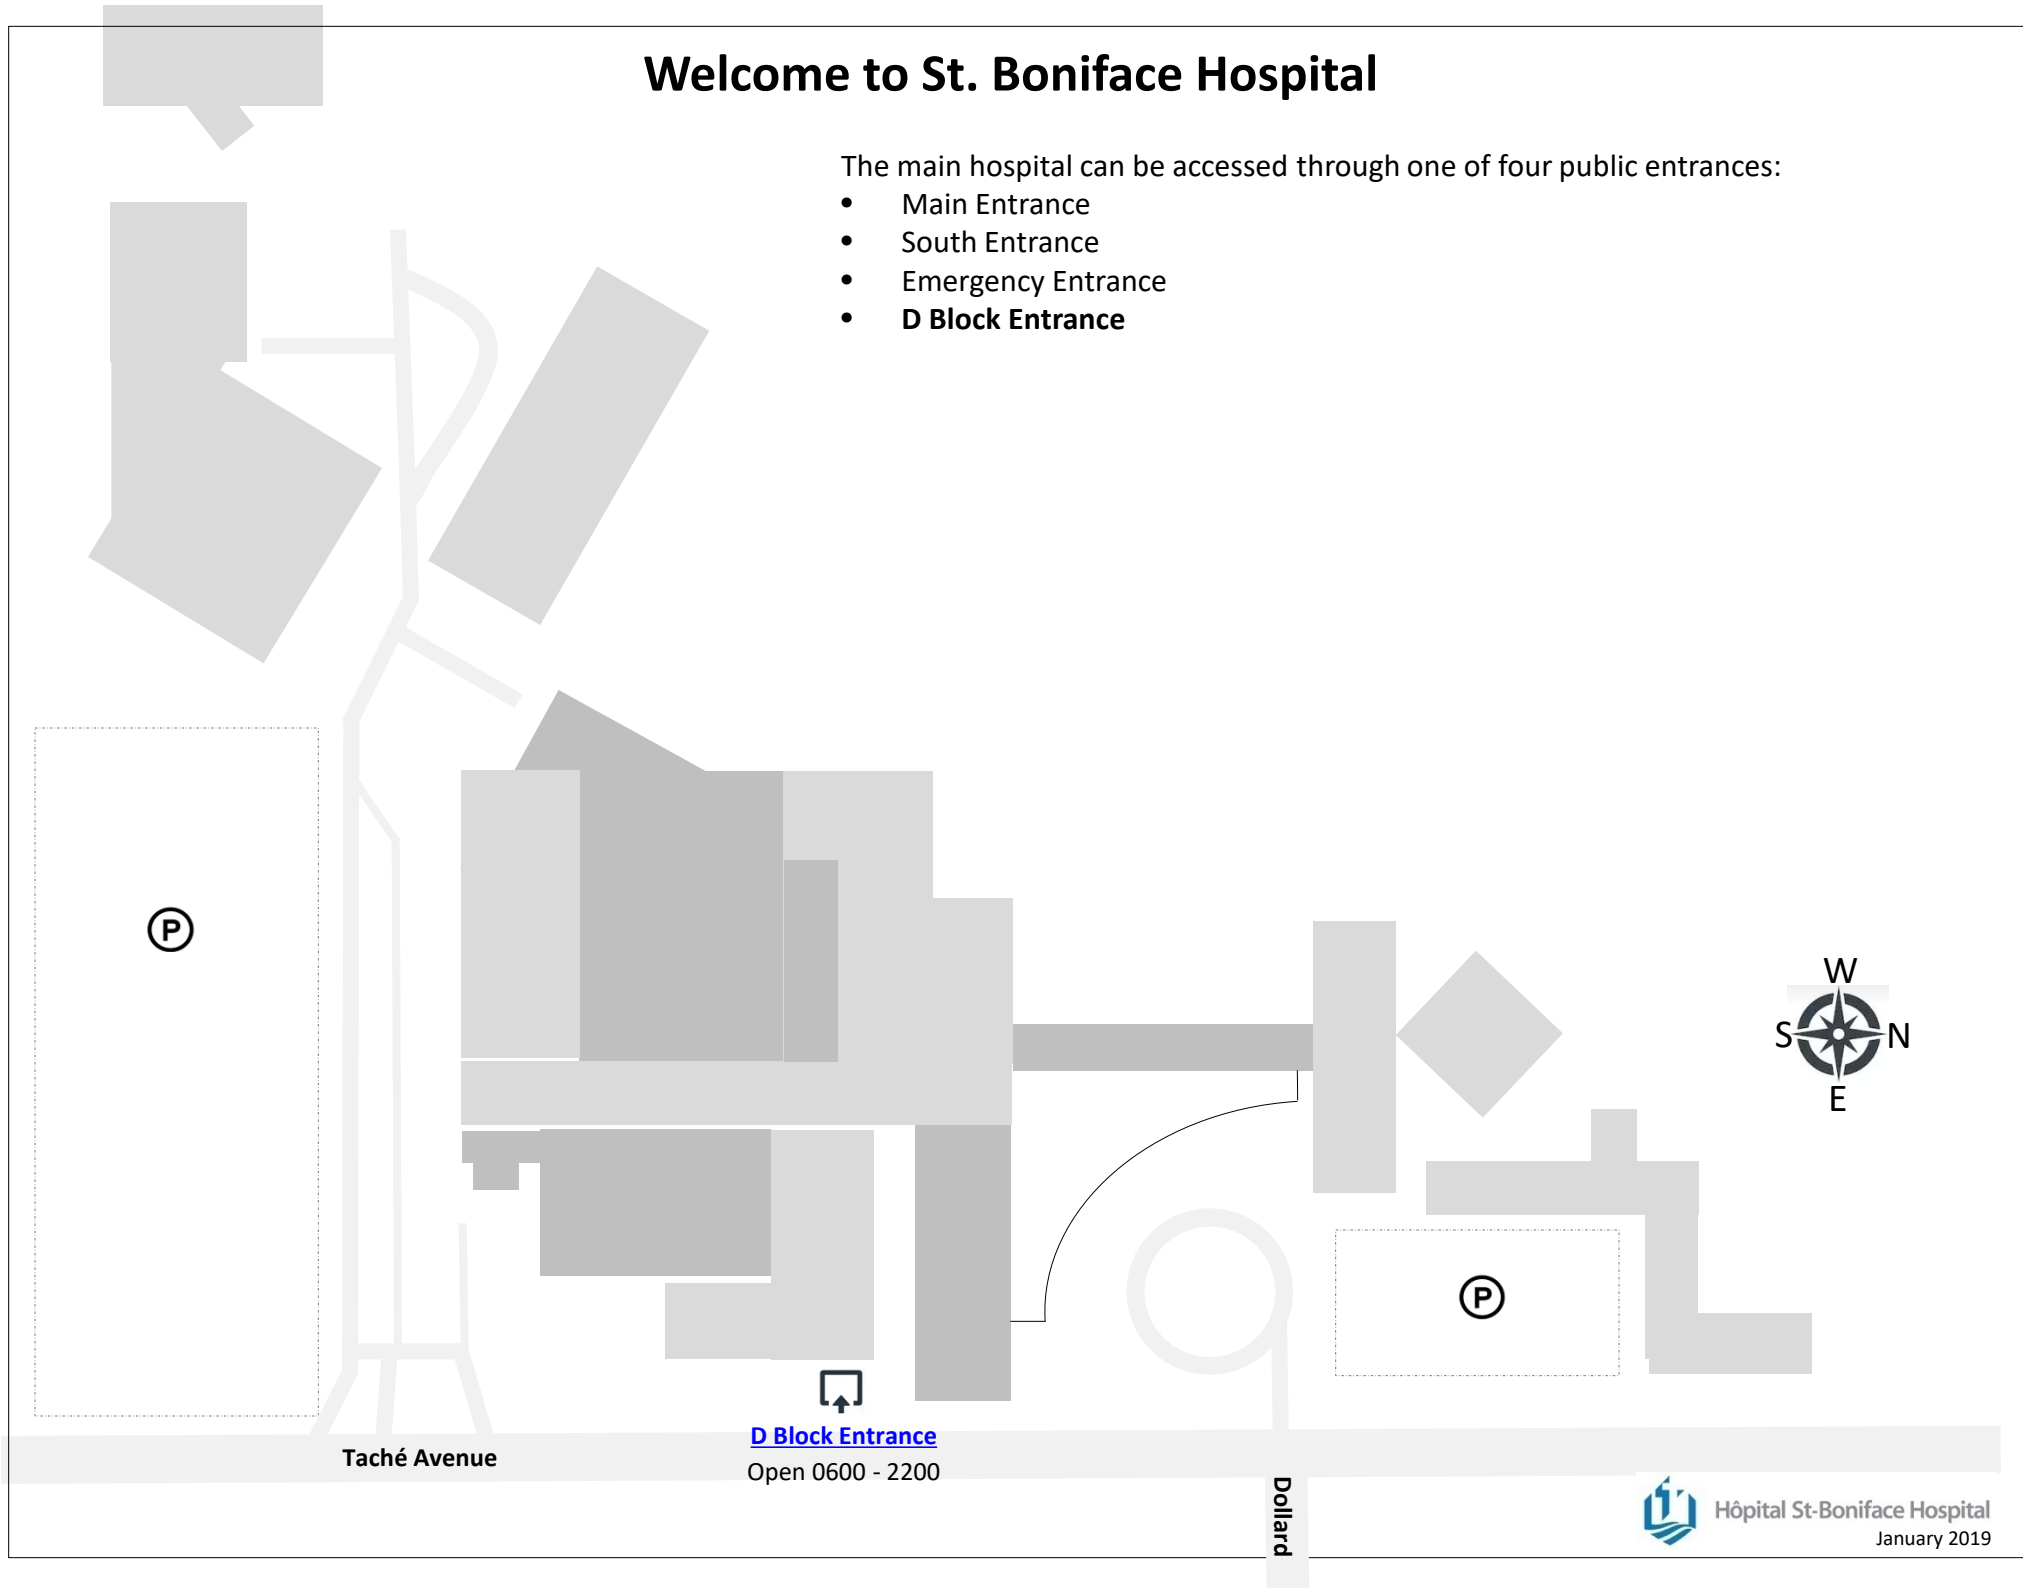 Welcome to St. Boniface Hospital
The main hospital can be accessed through one of four public entrances:
• Main Entrance
• South Entrance
• Emergency Entrance
• D Block Entrance
P
W
S N
E
P
D Block Entrance
Taché Avenue
Open 0600 - 2200
Dollard
Hôpital St-Boniface Hospital
January 2019